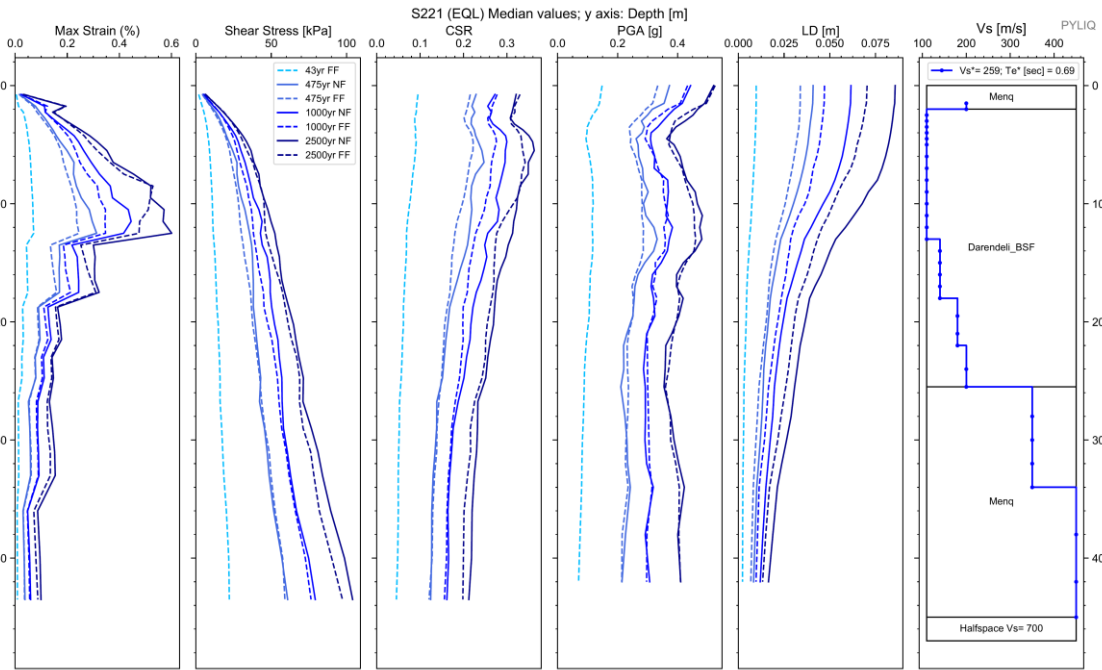 S221 (EQL) Median values; y axis: Depth [m]
Max Strain (%)
Shear Stress [kPa]
CSR
PGA [g]
LD [m]
Vs [m/s]
PYLIQ
0.0 0.2 0.4 0.6
0 50 100
0.0 0.1 0.2 0.3
0.0 0.2 0.4
0.000 0.025 0.050 0.075
100 200 300 400
43yr FF
475yr NF
475yr FF
1000yr NF
1000yr FF
2500yr NF
2500yr FF
Vs*= 259; Te* [sec] = 0.69
Menq
Darendeli_BSF
Menq
Halfspace Vs= 700
0
10
20
30
40